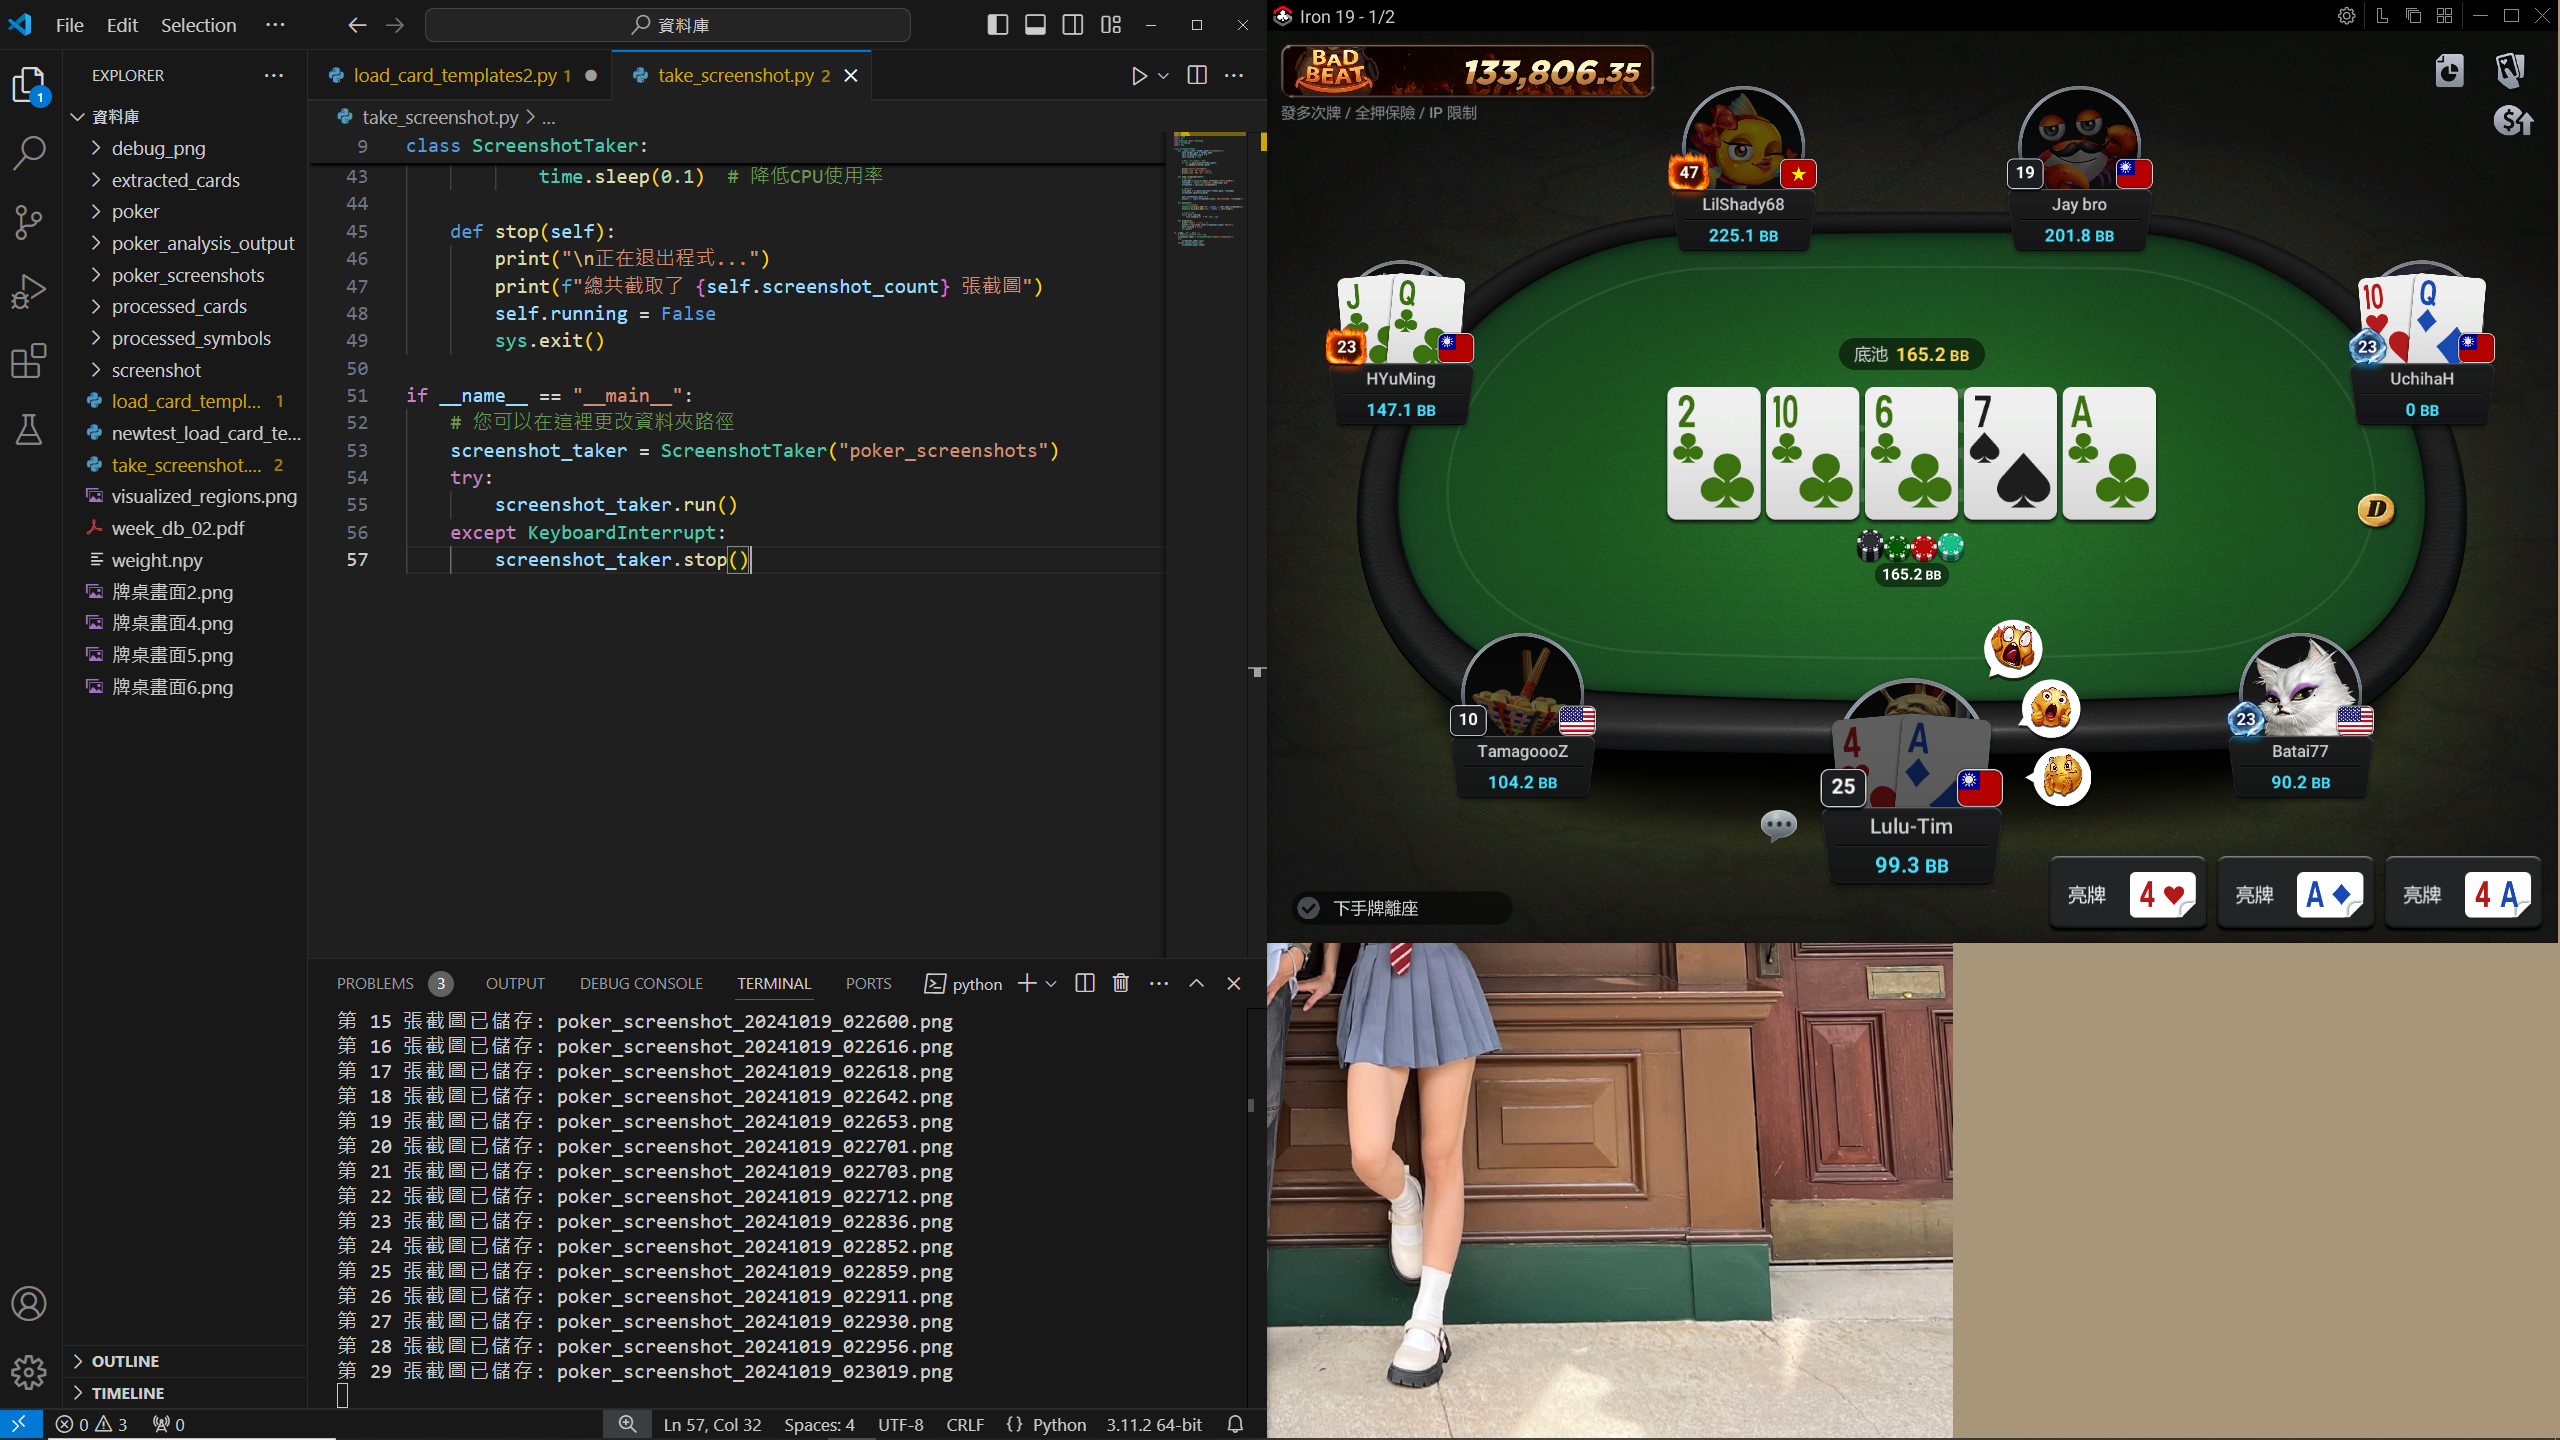 File Edit Selection ···
資料庫
EXPLORER ···
資料庫
debug_png
extracted_cards
poker
poker_analysis_output
poker_screenshots
processed_cards
processed_symbols
screenshot
load_card_templ... 1
newtest_load_card_te...
take_screenshot.... 2
visualized_regions.png
week_db_02.pdf
weight.npy
牌桌畫面2.png
牌桌畫面4.png
牌桌畫面5.png
牌桌畫面6.png
OUTLINE
TIMELINE
1
load_card_templates2.py 1
take_screenshot.py 2
take_screenshot.py > ...
9 class ScreenshotTaker:
43 time.sleep(0.1) # 降低CPU使用率
44
45 def stop(self):
46 print("\n正在退出程式...")
47 print(f"總共截取了 {self.screenshot_count} 張截圖")
48 self.running = False
49 sys.exit()
50
51 if __name__ == "__main__":
52 # 您可以在這裡更改資料夾路徑
53 screenshot_taker = ScreenshotTaker("poker_screenshots")
54 try:
55 screenshot_taker.run()
56 except KeyboardInterrupt:
57 screenshot_taker.stop()
PROBLEMS 3 OUTPUT DEBUG CONSOLE TERMINAL PORTS python
第 15 張截圖已儲存: poker_screenshot_20241019_022600.png
第 16 張截圖已儲存: poker_screenshot_20241019_022616.png
第 17 張截圖已儲存: poker_screenshot_20241019_022618.png
第 18 張截圖已儲存: poker_screenshot_20241019_022642.png
第 19 張截圖已儲存: poker_screenshot_20241019_022653.png
第 20 張截圖已儲存: poker_screenshot_20241019_022701.png
第 21 張截圖已儲存: poker_screenshot_20241019_022703.png
第 22 張截圖已儲存: poker_screenshot_20241019_022712.png
第 23 張截圖已儲存: poker_screenshot_20241019_022836.png
第 24 張截圖已儲存: poker_screenshot_20241019_022852.png
第 25 張截圖已儲存: poker_screenshot_20241019_022859.png
第 26 張截圖已儲存: poker_screenshot_20241019_022911.png
第 27 張截圖已儲存: poker_screenshot_20241019_022930.png
第 28 張截圖已儲存: poker_screenshot_20241019_022956.png
第 29 張截圖已儲存: poker_screenshot_20241019_023019.png
0 3 0
Ln 57, Col 32 Spaces: 4 UTF-8 CRLF {} Python 3.11.2 64-bit
Iron 19 - 1/2
BAD BEAT 133,806.35
發多次牌 / 全押保險 / IP 限制
47
LilShady68
225.1 BB
19
Jay bro
201.8 BB
J Q
23
HYuMing
147.1 BB
10 Q
23
UchihaH
0 BB
底池 165.2 BB
2 10 6 7 A
165.2 BB
D
10
TamagoooZ
104.2 BB
4 A
25
Lulu-Tim
99.3 BB
23
Batai77
90.2 BB
下手牌離座
亮牌 4♥
亮牌 A♦
亮牌 4 A